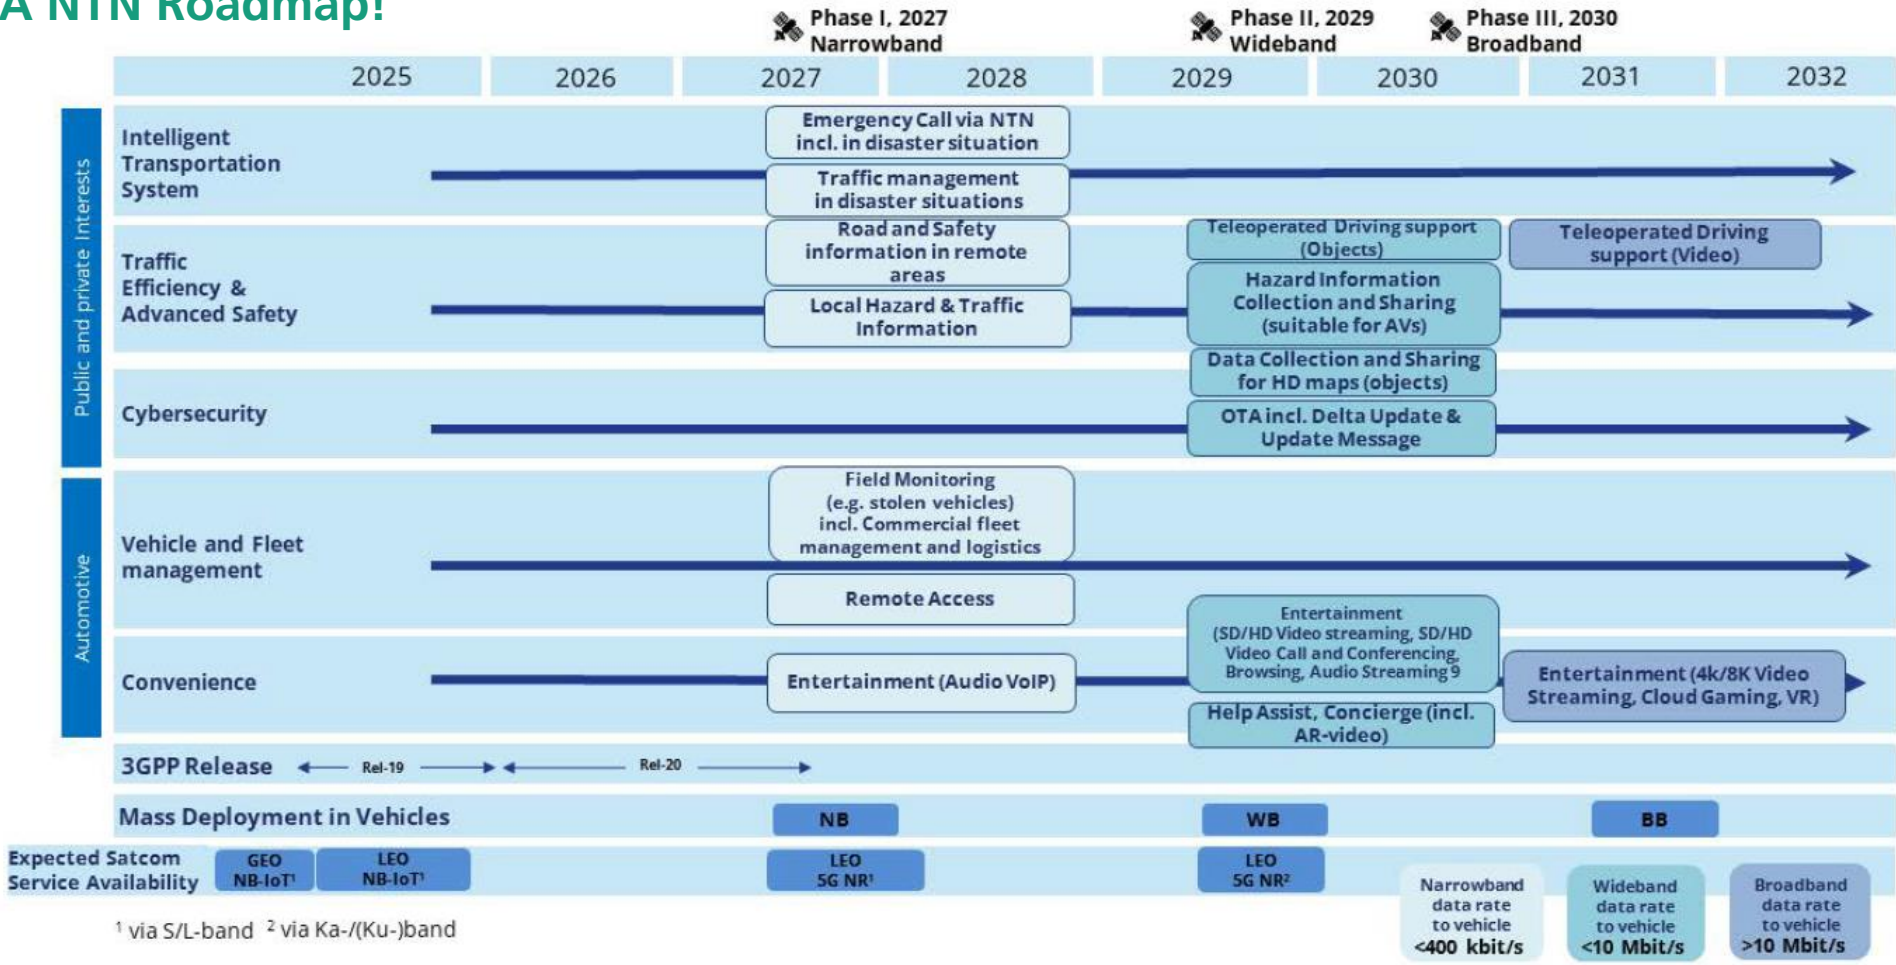 A NTN Roadmap!
Phase I, 2027
Narrowband
Phase II, 2029
Wideband
Phase III, 2030
Broadband
2025
2026
2027
2028
2029
2030
2031
2032
Public and private Interests
Intelligent
Transportation
System
Emergency Call via NTN
incl. in disaster situation
Traffic management
in disaster situations
Traffic
Efficiency &
Advanced Safety
Road and Safety
information in remote
areas
Local Hazard & Traffic
Information
Teleoperated Driving support
(Objects)
Hazard Information
Collection and Sharing
(suitable for AVs)
Teleoperated Driving
support (Video)
Cybersecurity
Data Collection and Sharing
for HD maps (objects)
OTA incl. Delta Update &
Update Message
Automotive
Vehicle and Fleet
management
Field Monitoring
(e.g. stolen vehicles)
incl. Commercial fleet
management and logistics
Remote Access
Convenience
Entertainment (Audio VoIP)
Entertainment
(SD/HD Video streaming, SD/HD
Video Call and Conferencing,
Browsing, Audio Streaming9
Help Assist, Concierge (incl.
AR-video)
Entertainment (4k/8K Video
Streaming, Cloud Gaming, VR)
3GPP Release
Rel-19
Rel-20
Mass Deployment in Vehicles
NB
WB
BB
Expected Satcom
Service Availability
GEO
NB-IoT¹
LEO
NB-IoT¹
LEO
5G NR¹
LEO
5G NR²
Narrowband
data rate
to vehicle
<400 kbit/s
Wideband
data rate
to vehicle
<10 Mbit/s
Broadband
data rate
to vehicle
>10 Mbit/s
¹ via S/L-band ² via Ka-/(Ku-)band